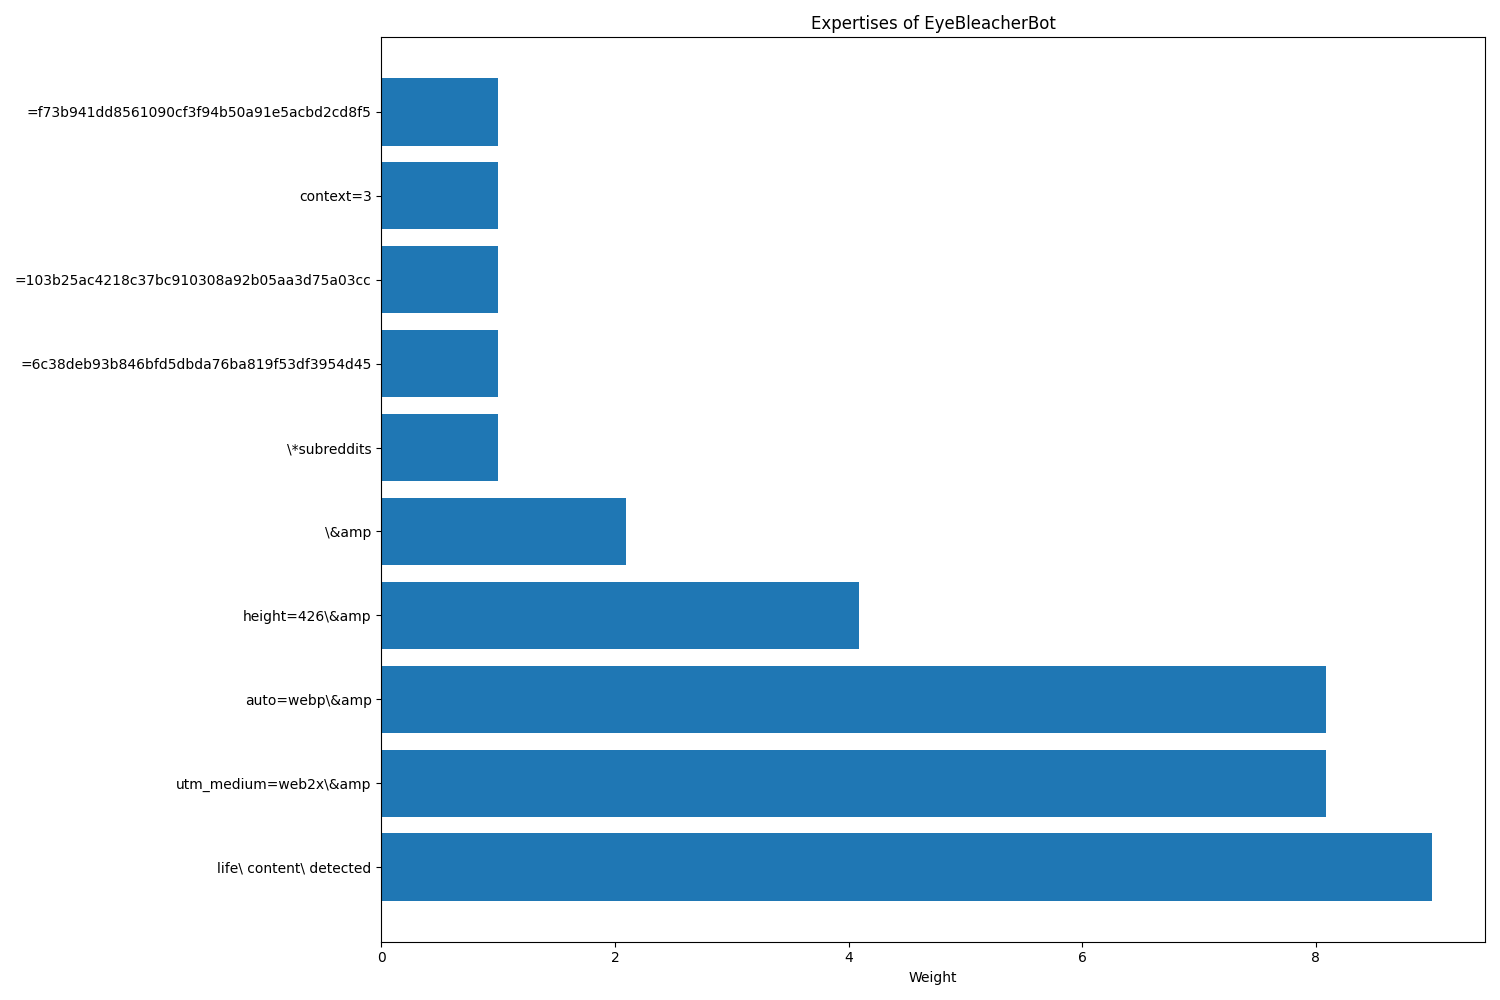 Expertises of EyeBleacherBot
=f73b941dd8561090cf3f94b50a91e5acbd2cd8f5
context=3
=103b25ac4218c37bc910308a92b05aa3d75a03cc
=6c38deb93b846bfd5dbda76ba819f53df3954d45
\*subreddits
\&amp
height=426\&amp
auto=webp\&amp
utm_medium=web2x\&amp
life\ content\ detected
0 2 4 6 8
Weight